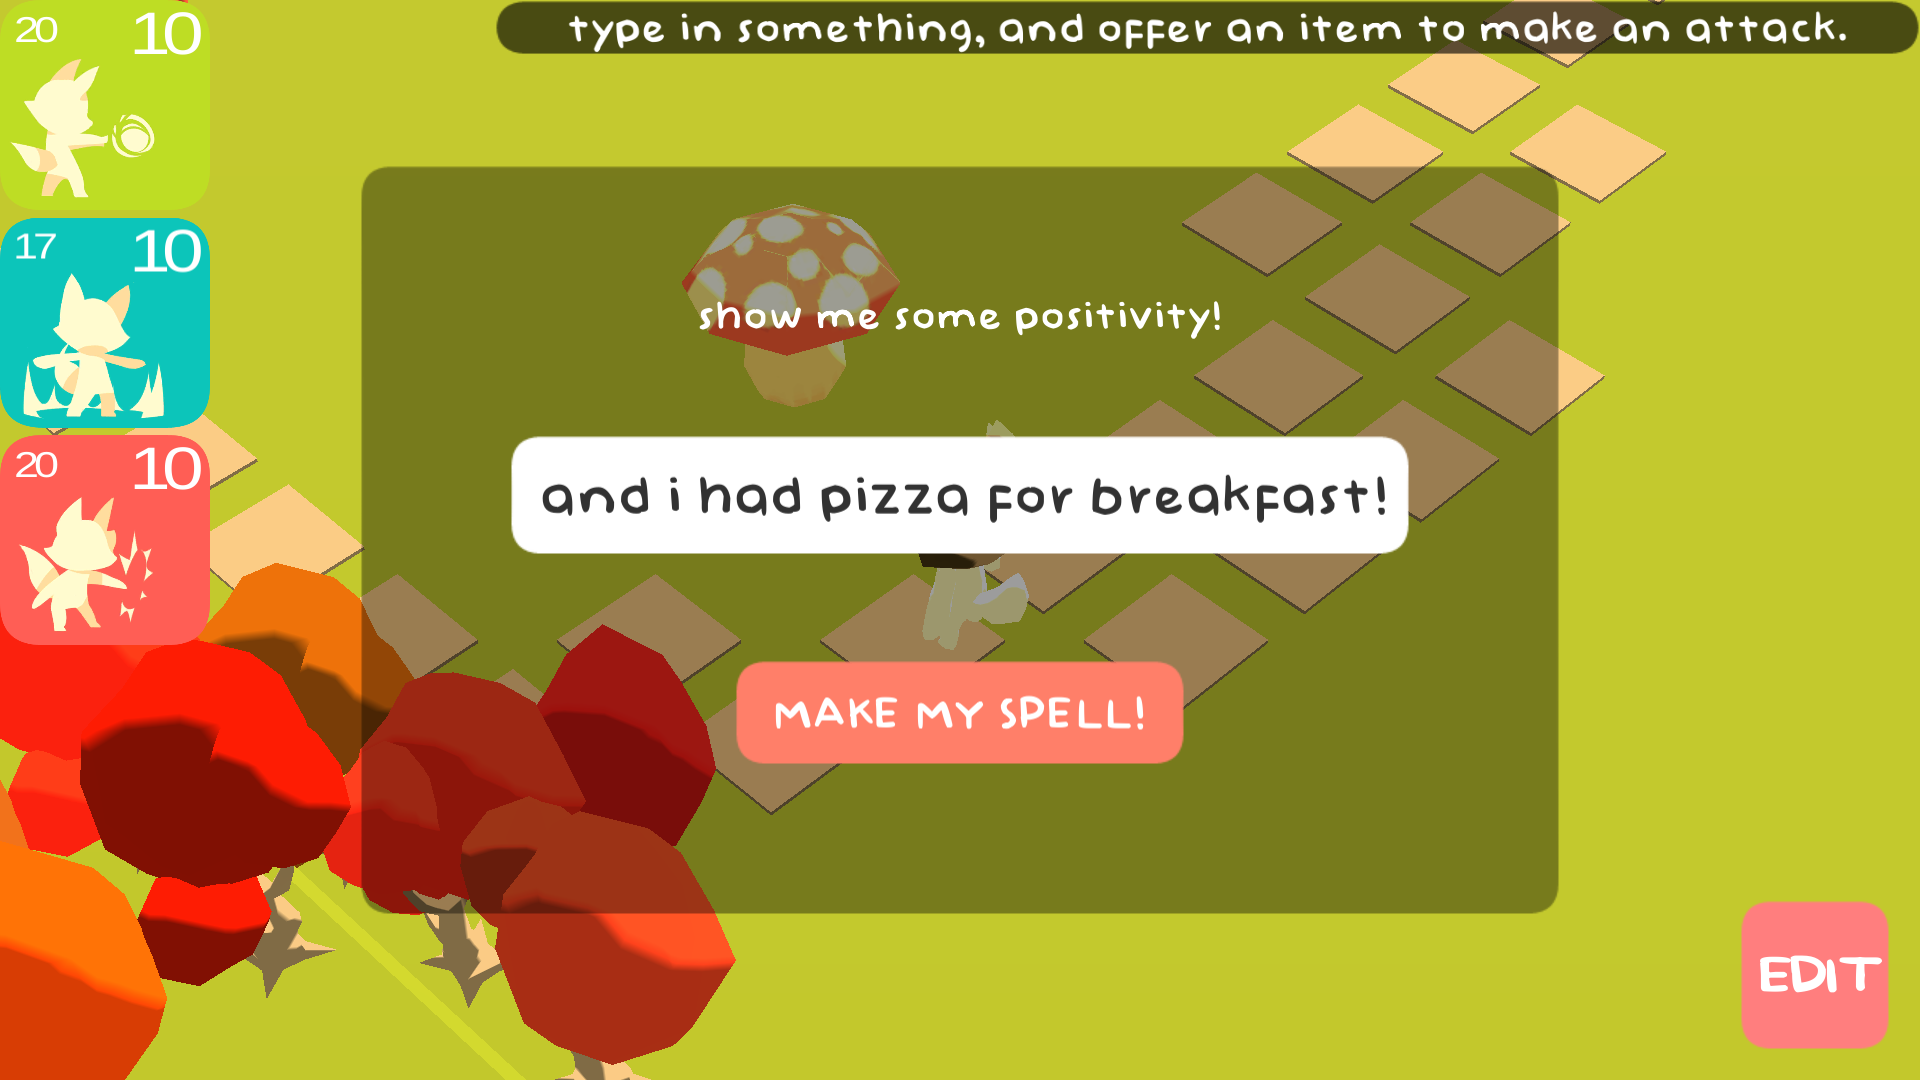 20 10
type in something, and offer an item to make an attack.
17 10
20 10
show me some positivity!
and i had pizza for breakfast!
MAKE MY SPELL!
EDIT